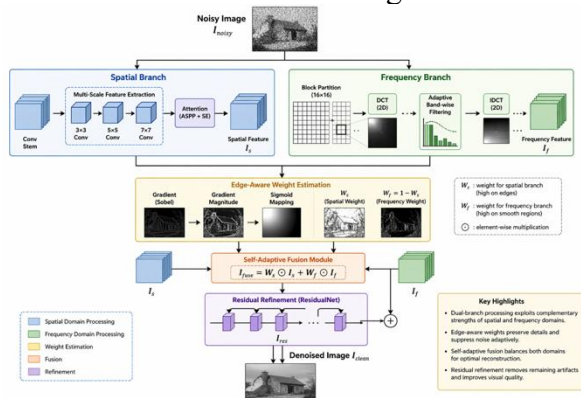 Noisy Image
I_noisy
Spatial Branch
Multi-Scale Feature Extraction
Conv
Stem
3×3
Conv
5×5
Conv
7×7
Conv
Attention
(ASPP + SE)
Spatial Feature
I_s
Frequency Branch
Block Partition
(16×16)
DCT
(2D)
Adaptive
Band-wise
Filtering
IDCT
(2D)
Frequency Feature
I_f
Edge-Aware Weight Estimation
Gradient
(Sobel)
Gradient
Magnitude
Sigmoid
Mapping
W_s
(Spatial Weight)
W_f = 1 − W_s
(Frequency Weight)
W_s : weight for spatial branch
(high on edges)
W_f : weight for frequency branch
(high on smooth regions)
⊙ : element-wise multiplication
Self-Adaptive Fusion Module
I_fuse = W_s ⊙ I_s + W_f ⊙ I_f
I_s
I_f
Residual Refinement (ResidualNet)
I_res
Denoised Image I_clean
Spatial Domain Processing
Frequency Domain Processing
Weight Estimation
Fusion
Refinement
Key Highlights
• Dual-branch processing exploits complementary
strengths of spatial and frequency domains.
• Edge-aware weights preserve details and
suppress noise adaptively.
• Self-adaptive fusion balances both domains
for optimal reconstruction.
• Residual refinement removes remaining artifacts
and improves visual quality.